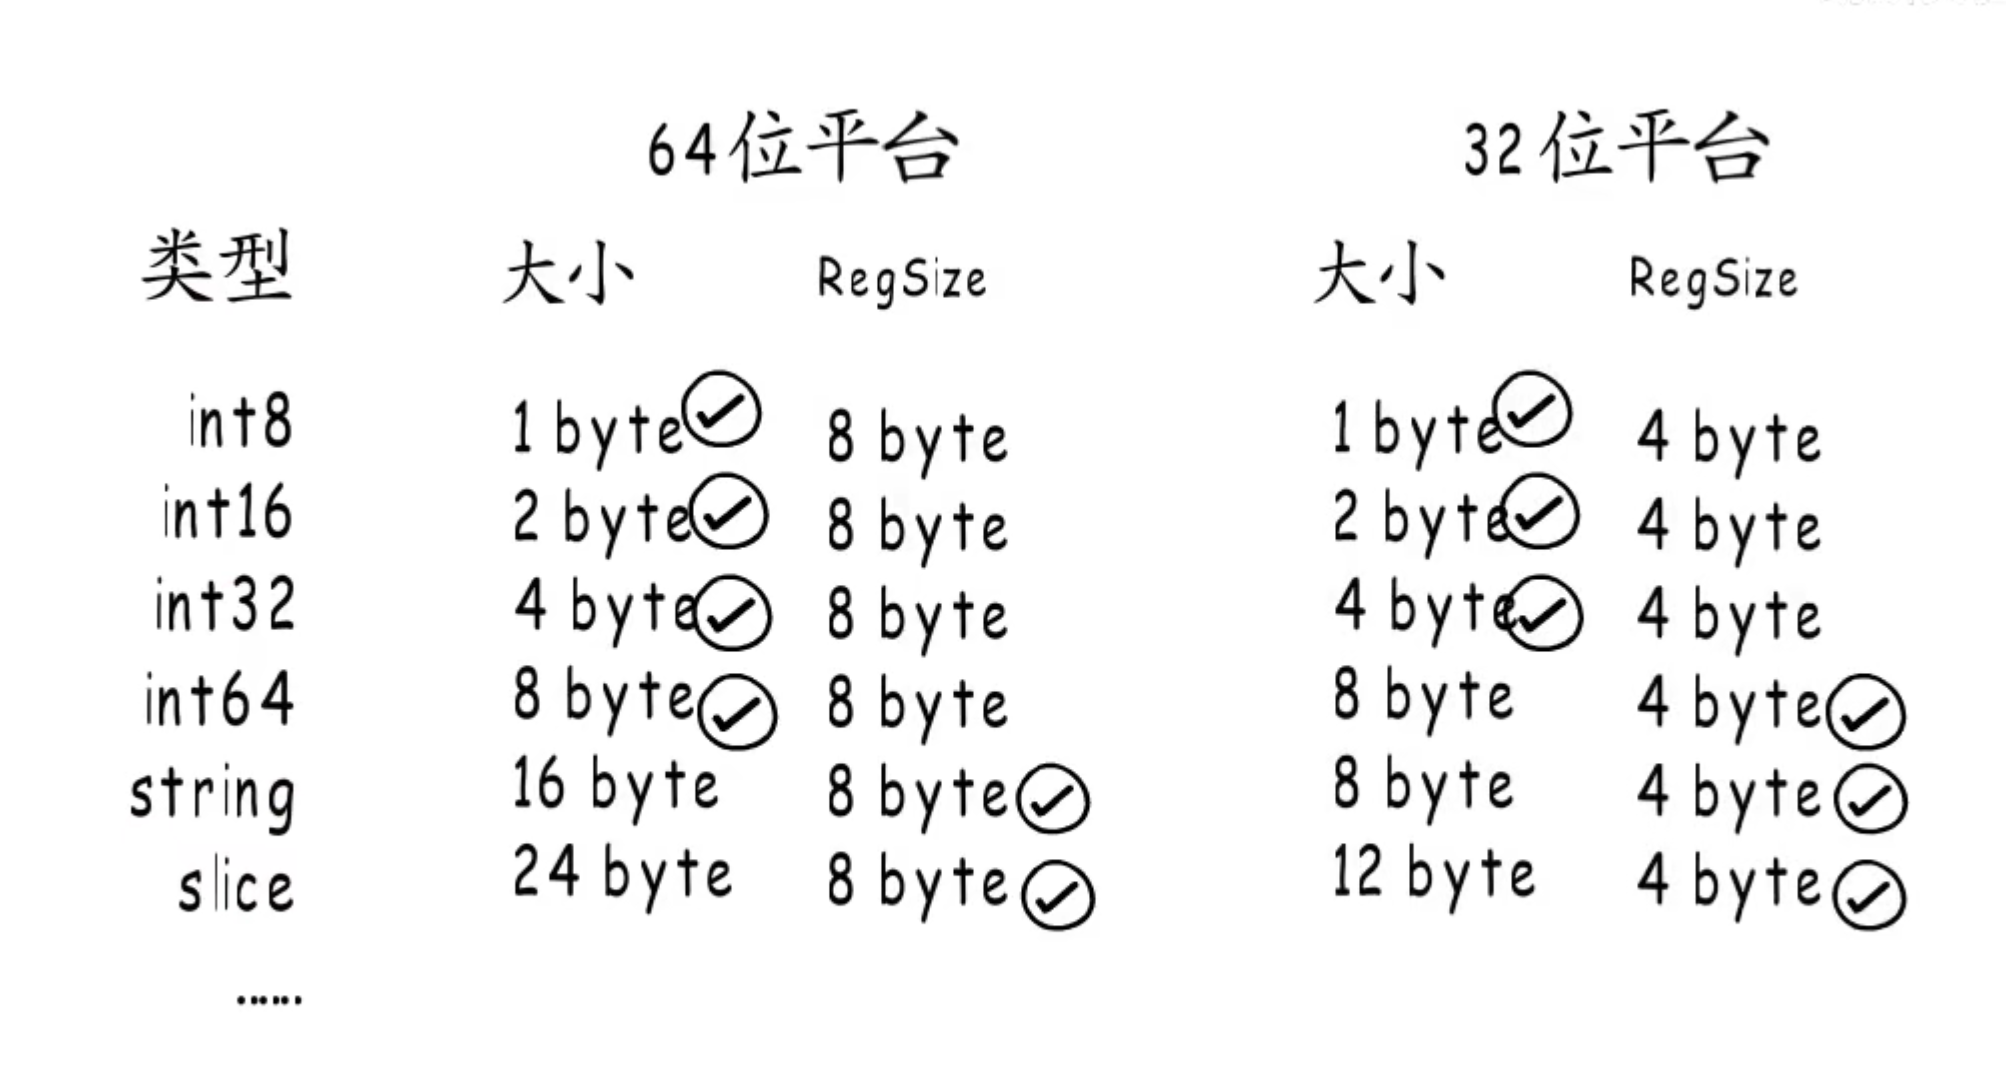 64位平台 32位平台
类型 大小 RegSize 大小 RegSize
int8 1 byte 8 byte 1 byte 4 byte
int16 2 byte 8 byte 2 byte 4 byte
int32 4 byte 8 byte 4 byte 4 byte
int64 8 byte 8 byte 8 byte 4 byte
string 16 byte 8 byte 8 byte 4 byte
slice 24 byte 8 byte 12 byte 4 byte
......